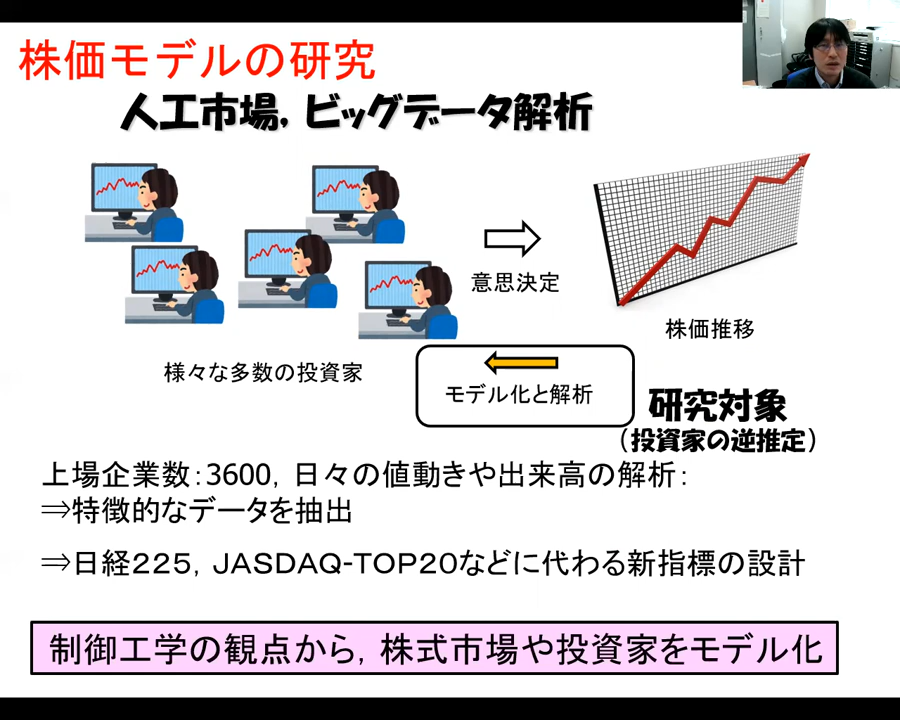 株価モデルの研究
人工市場，ビッグデータ解析
意思決定
株価推移
様々な多数の投資家
モデル化と解析
研究対象
（投資家の逆推定）
上場企業数：3600，日々の値動きや出来高の解析：
⇒特徴的なデータを抽出
⇒日経２２５，JASDAQ-TOP20などに代わる新指標の設計
制御工学の観点から，株式市場や投資家をモデル化